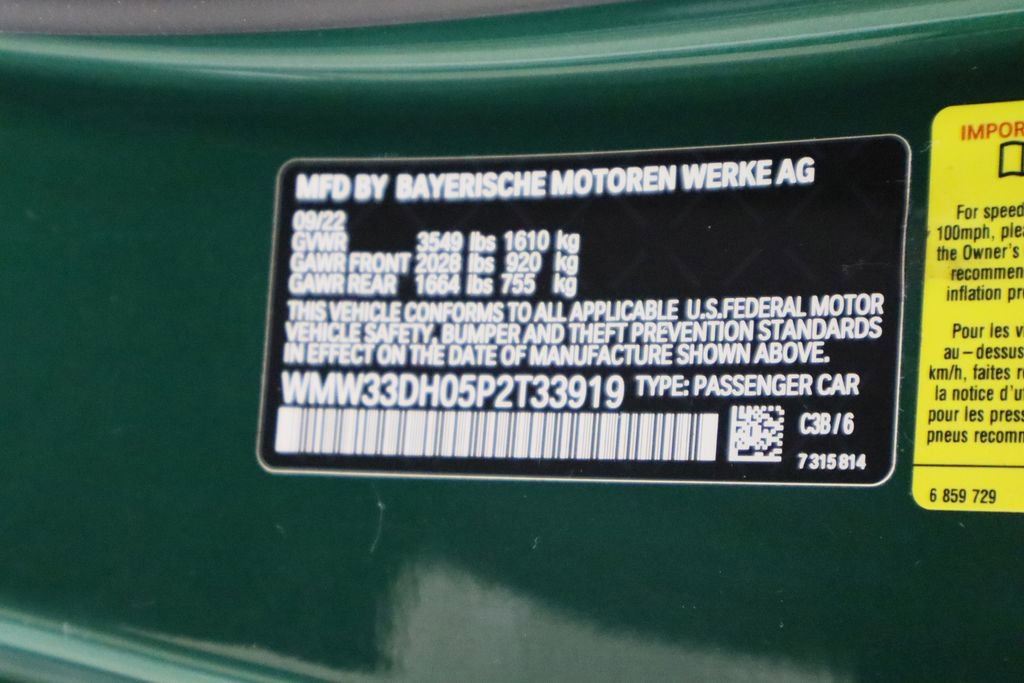 MFD BY BAYERISCHE MOTOREN WERKE AG
09/22
GVWR 3549 lbs 1610 kg
GAWR FRONT 2028 lbs 920 kg
GAWR REAR 1664 lbs 755 kg
THIS VEHICLE CONFORMS TO ALL APPLICABLE U.S.FEDERAL MOTOR
VEHICLE SAFETY, BUMPER AND THEFT PREVENTION STANDARDS
IN EFFECT ON THE DATE OF MANUFACTURE SHOWN ABOVE.
WMW33DH05P2T33919 TYPE: PASSENGER CAR
C3B/6
7 315 814
IMPOR
For speed
100mph, plea
the Owner's
recommen
inflation pr
Pour les v
au-dessus
km/h, faites r
la notice d'ut
pour les press
pneus recomm
6 859 729